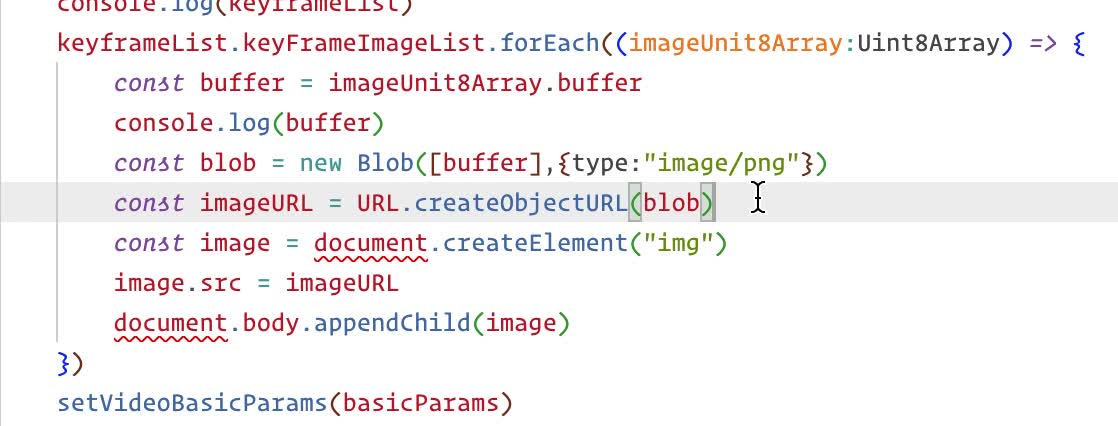 console.log(keyframeList)
keyframeList.keyFrameImageList.forEach((imageUnit8Array:Uint8Array) => {
const buffer = imageUnit8Array.buffer
console.log(buffer)
const blob = new Blob([buffer],{type:"image/png"})
const imageURL = URL.createObjectURL(blob)
const image = document.createElement("img")
image.src = imageURL
document.body.appendChild(image)
})
setVideoBasicParams(basicParams)